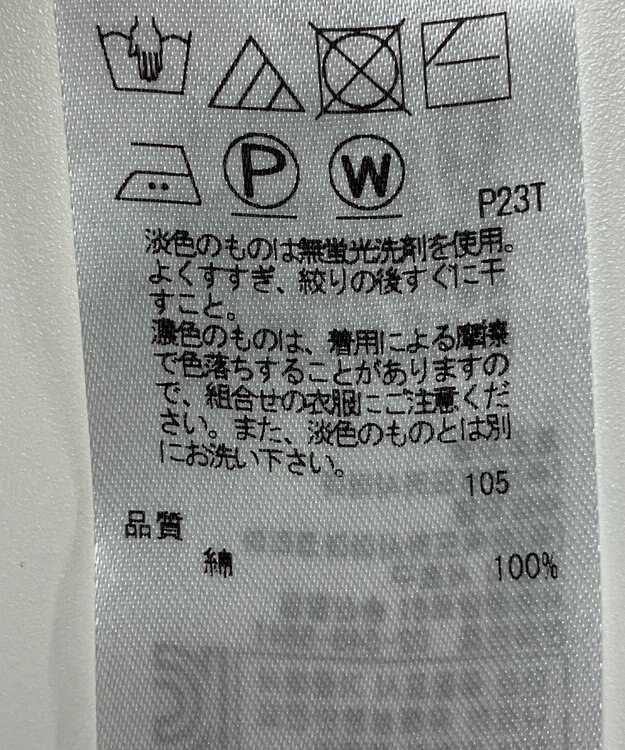 P
W
P23T
淡色のものは無蛍光洗剤を使用。
よくすすぎ、絞りの後すぐに干
すこと。
濃色のものは、着用による摩擦
で色落ちすることがありますの
で、組合せの衣服にご注意くだ
さい。また、淡色のものとは別
にお洗い下さい。
105
品質
綿 100%